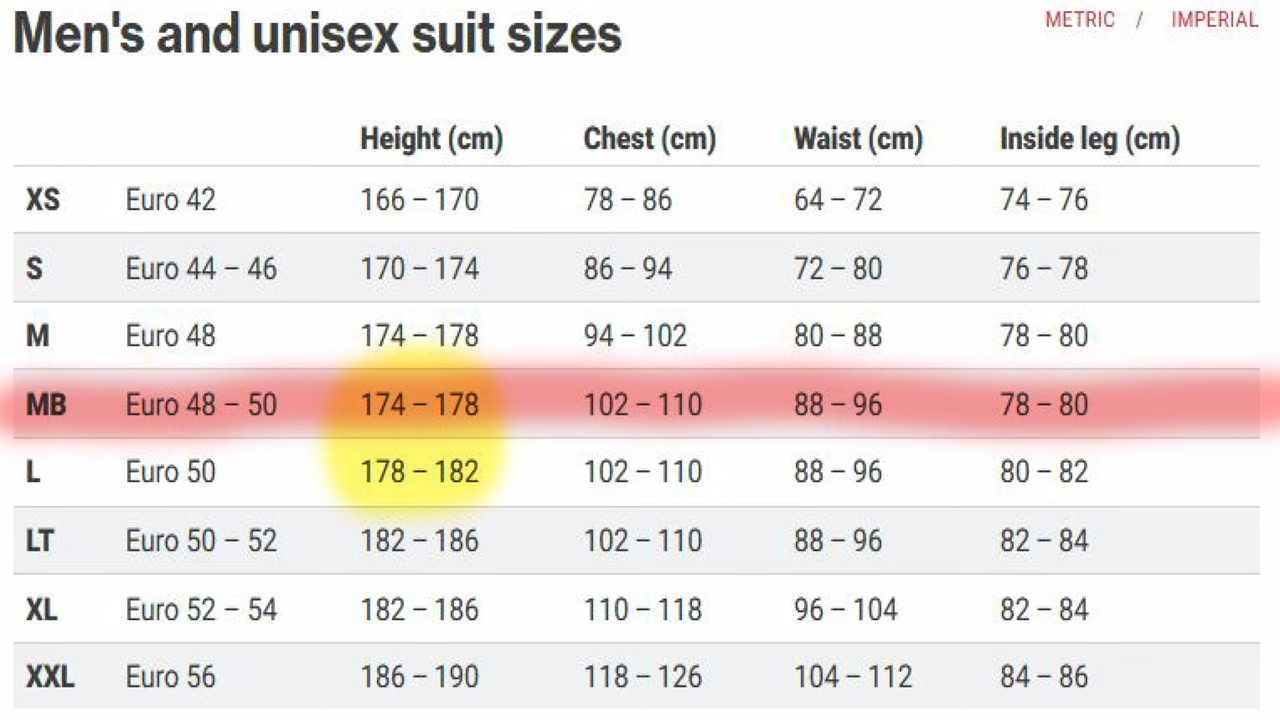 Men's and unisex suit sizes
METRIC / IMPERIAL
Height (cm) Chest (cm) Waist (cm) Inside leg (cm)
XS Euro 42 166 – 170 78 – 86 64 – 72 74 – 76
S Euro 44 – 46 170 – 174 86 – 94 72 – 80 76 – 78
M Euro 48 174 – 178 94 – 102 80 – 88 78 – 80
MB Euro 48 – 50 174 – 178 102 – 110 88 – 96 78 – 80
L Euro 50 178 – 182 102 – 110 88 – 96 80 – 82
LT Euro 50 – 52 182 – 186 102 – 110 88 – 96 82 – 84
XL Euro 52 – 54 182 – 186 110 – 118 96 – 104 82 – 84
XXL Euro 56 186 – 190 118 – 126 104 – 112 84 – 86